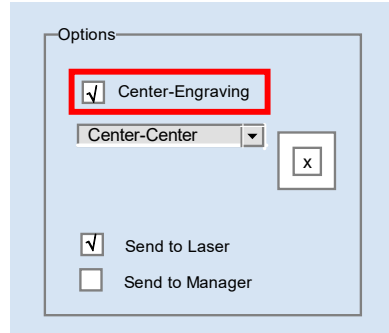 Options
√ Center-Engraving
Center-Center
x
√ Send to Laser
Send to Manager